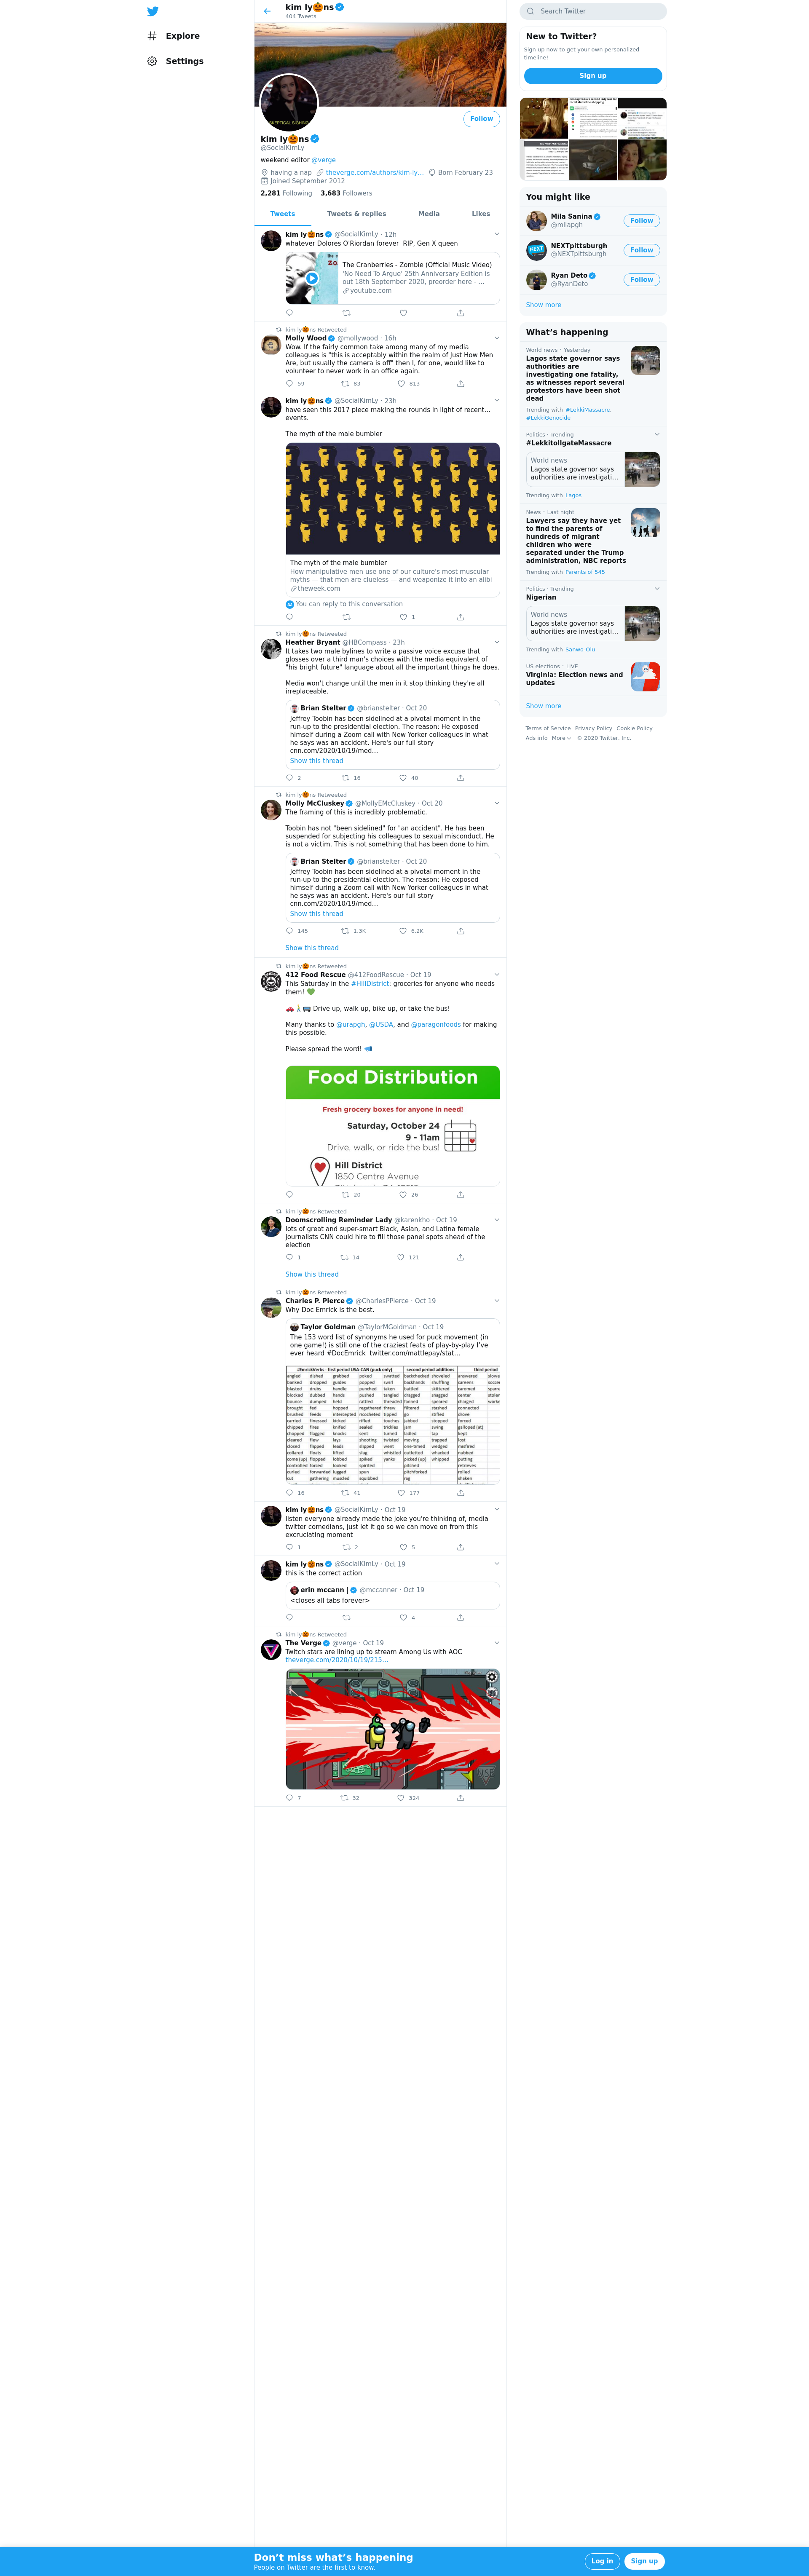 Explore
Settings
kim ly🎃ns
404 Tweets
SKEPTICAL SIGHING
Follow
kim ly🎃ns
@SocialKimLy
weekend editor @verge
having a nap theverge.com/authors/kim-ly… Born February 23
Joined September 2012
2,281 Following 3,683 Followers
Tweets Tweets & replies Media Likes
kim ly🎃ns @SocialKimLy · 12h
whatever Dolores O'Riordan forever RIP, Gen X queen
The Cranberries - Zombie (Official Music Video)
'No Need To Argue' 25th Anniversary Edition is
out 18th September 2020, preorder here - …
youtube.com
kim ly🎃ns Retweeted
Molly Wood @mollywood · 16h
Wow. If the fairly common take among many of my media
colleagues is "this is acceptably within the realm of Just How Men
Are, but usually the camera is off" then I, for one, would like to
volunteer to never work in an office again.
59 83 813
kim ly🎃ns @SocialKimLy · 23h
have seen this 2017 piece making the rounds in light of recent...
events.
The myth of the male bumbler
The myth of the male bumbler
How manipulative men use one of our culture's most muscular
myths — that men are clueless — and weaponize it into an alibi
theweek.com
You can reply to this conversation
1
kim ly🎃ns Retweeted
Heather Bryant @HBCompass · 23h
It takes two male bylines to write a passive voice excuse that
glosses over a third man's choices with the media equivalent of
"his bright future" language about all the important things he does.
Media won't change until the men in it stop thinking they're all
irreplaceable.
Brian Stelter @brianstelter · Oct 20
Jeffrey Toobin has been sidelined at a pivotal moment in the
run-up to the presidential election. The reason: He exposed
himself during a Zoom call with New Yorker colleagues in what
he says was an accident. Here's our full story
cnn.com/2020/10/19/med…
Show this thread
2 16 40
kim ly🎃ns Retweeted
Molly McCluskey @MollyEMcCluskey · Oct 20
The framing of this is incredibly problematic.
Toobin has not "been sidelined" for "an accident". He has been
suspended for subjecting his colleagues to sexual misconduct. He
is not a victim. This is not something that has been done to him.
Brian Stelter @brianstelter · Oct 20
Jeffrey Toobin has been sidelined at a pivotal moment in the
run-up to the presidential election. The reason: He exposed
himself during a Zoom call with New Yorker colleagues in what
he says was an accident. Here's our full story
cnn.com/2020/10/19/med…
Show this thread
145 1.3K 6.2K
Show this thread
kim ly🎃ns Retweeted
412 Food Rescue @412FoodRescue · Oct 19
This Saturday in the #HillDistrict: groceries for anyone who needs
them! 💚
🚗🚶🚌 Drive up, walk up, bike up, or take the bus!
Many thanks to @urapgh, @USDA, and @paragonfoods for making
this possible.
Please spread the word! 📣
Food Distribution
Fresh grocery boxes for anyone in need!
Saturday, October 24
9 - 11am
Drive, walk, or ride the bus!
Hill District
1850 Centre Avenue
20 26
kim ly🎃ns Retweeted
Doomscrolling Reminder Lady @karenkho · Oct 19
lots of great and super-smart Black, Asian, and Latina female
journalists CNN could hire to fill those panel spots ahead of the
election
1 14 121
Show this thread
kim ly🎃ns Retweeted
Charles P. Pierce @CharlesPPierce · Oct 19
Why Doc Emrick is the best.
Taylor Goldman @TaylorMGoldman · Oct 19
The 153 word list of synonyms he used for puck movement (in
one game!) is still one of the craziest feats of play-by-play I've
ever heard #DocEmrick twitter.com/mattlepay/stat…
#EmrickVerbs - first period USA-CAN (puck only) second period additions third period
16 41 177
kim ly🎃ns @SocialKimLy · Oct 19
listen everyone already made the joke you're thinking of, media
twitter comedians, just let it go so we can move on from this
excruciating moment
1 2 5
kim ly🎃ns @SocialKimLy · Oct 19
this is the correct action
erin mccann | @mccanner · Oct 19
<closes all tabs forever>
4
kim ly🎃ns Retweeted
The Verge @verge · Oct 19
Twitch stars are lining up to stream Among Us with AOC
theverge.com/2020/10/19/215…
7 32 324
Search Twitter
New to Twitter?
Sign up now to get your own personalized
timeline!
Sign up
You might like
Mila Sanina
@milapgh
Follow
NEXT
NEXTpittsburgh
@NEXTpittsburgh
Follow
Ryan Deto
@RyanDeto
Follow
Show more
What's happening
World news · Yesterday
Lagos state governor says
authorities are
investigating one fatality,
as witnesses report several
protestors have been shot
dead
Trending with #LekkiMassacre,
#LekkiGenocide
Politics · Trending
#LekkitollgateMassacre
World news
Lagos state governor says
authorities are investigati…
Trending with Lagos
News · Last night
Lawyers say they have yet
to find the parents of
hundreds of migrant
children who were
separated under the Trump
administration, NBC reports
Trending with Parents of 545
Politics · Trending
Nigerian
World news
Lagos state governor says
authorities are investigati…
Trending with Sanwo-Olu
US elections · LIVE
Virginia: Election news and
updates
Show more
Terms of Service Privacy Policy Cookie Policy
Ads info More © 2020 Twitter, Inc.
Don't miss what's happening
People on Twitter are the first to know.
Log in
Sign up